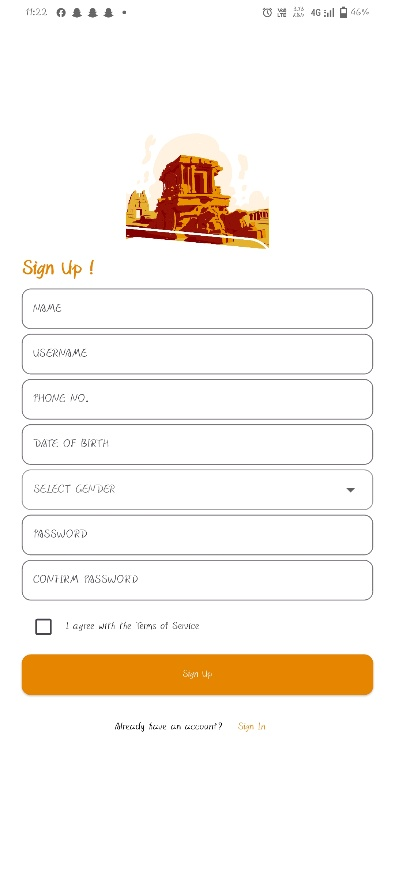 11:22 46%
4G
Sign Up !
NAME
USERNAME
PHONE NO.
DATE OF BIRTH
SELECT GENDER
PASSWORD
CONFIRM PASSWORD
I agree with the Terms of Service
Sign Up
Already have an account? Sign In